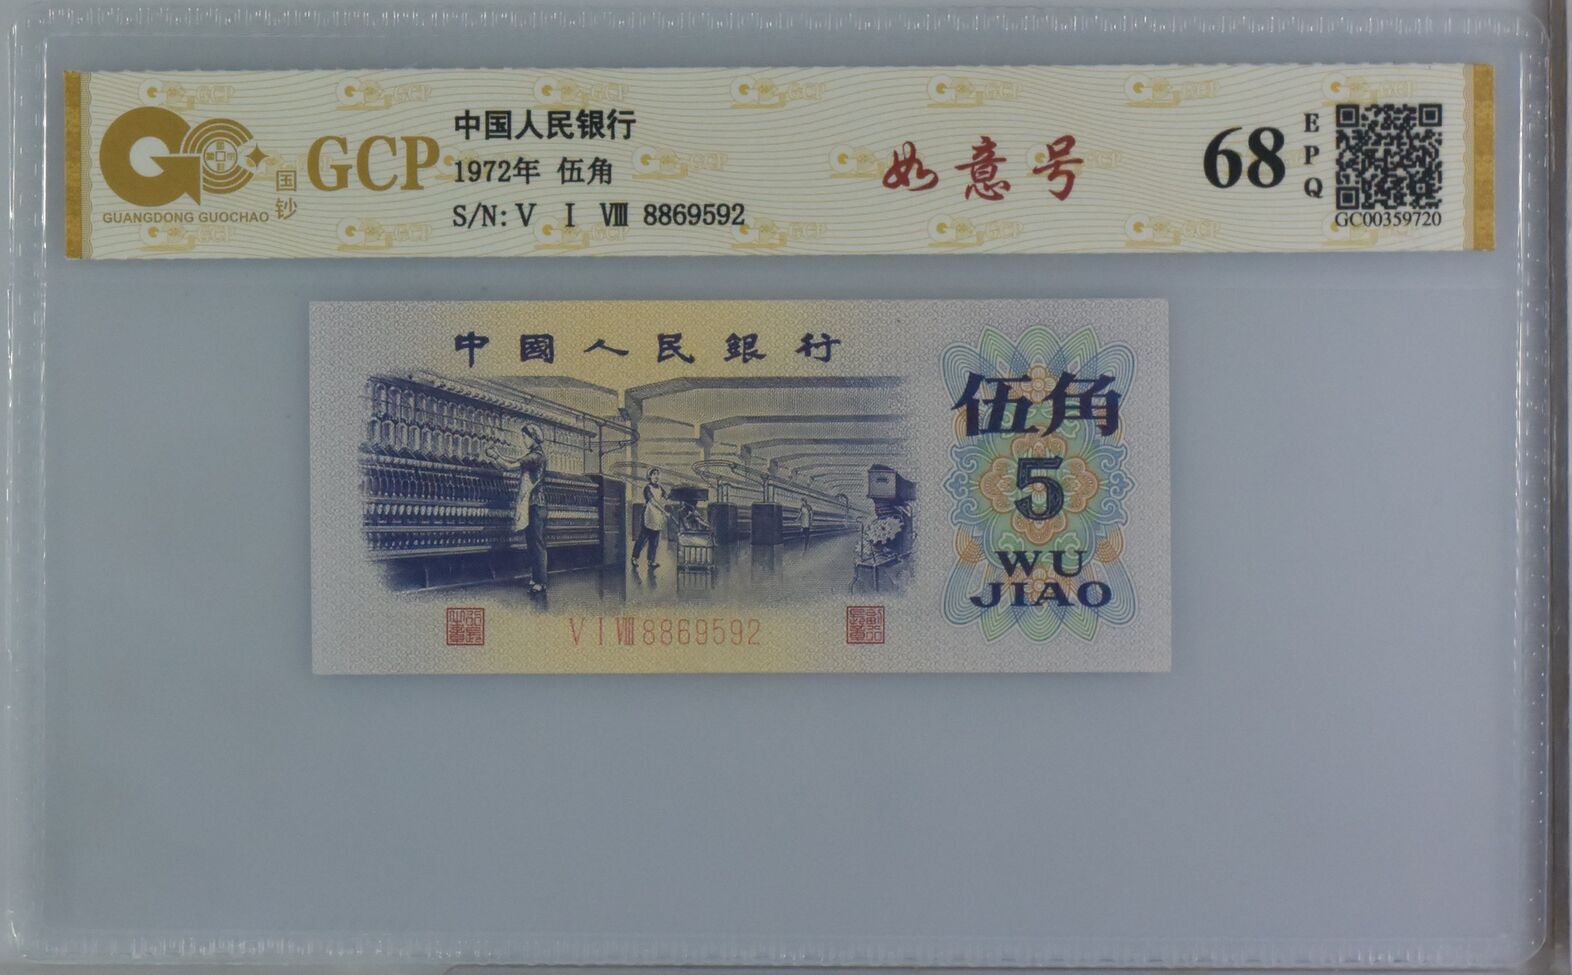 GUANGDONG GUOCHAO
国钞
GCP
中国人民银行
1972年 伍角
S/N: V I VIII 8869592
如意号
68
EPQ
GC00359720
中國人民銀行
伍角
5
WU
JIAO
V I VIII 8869592